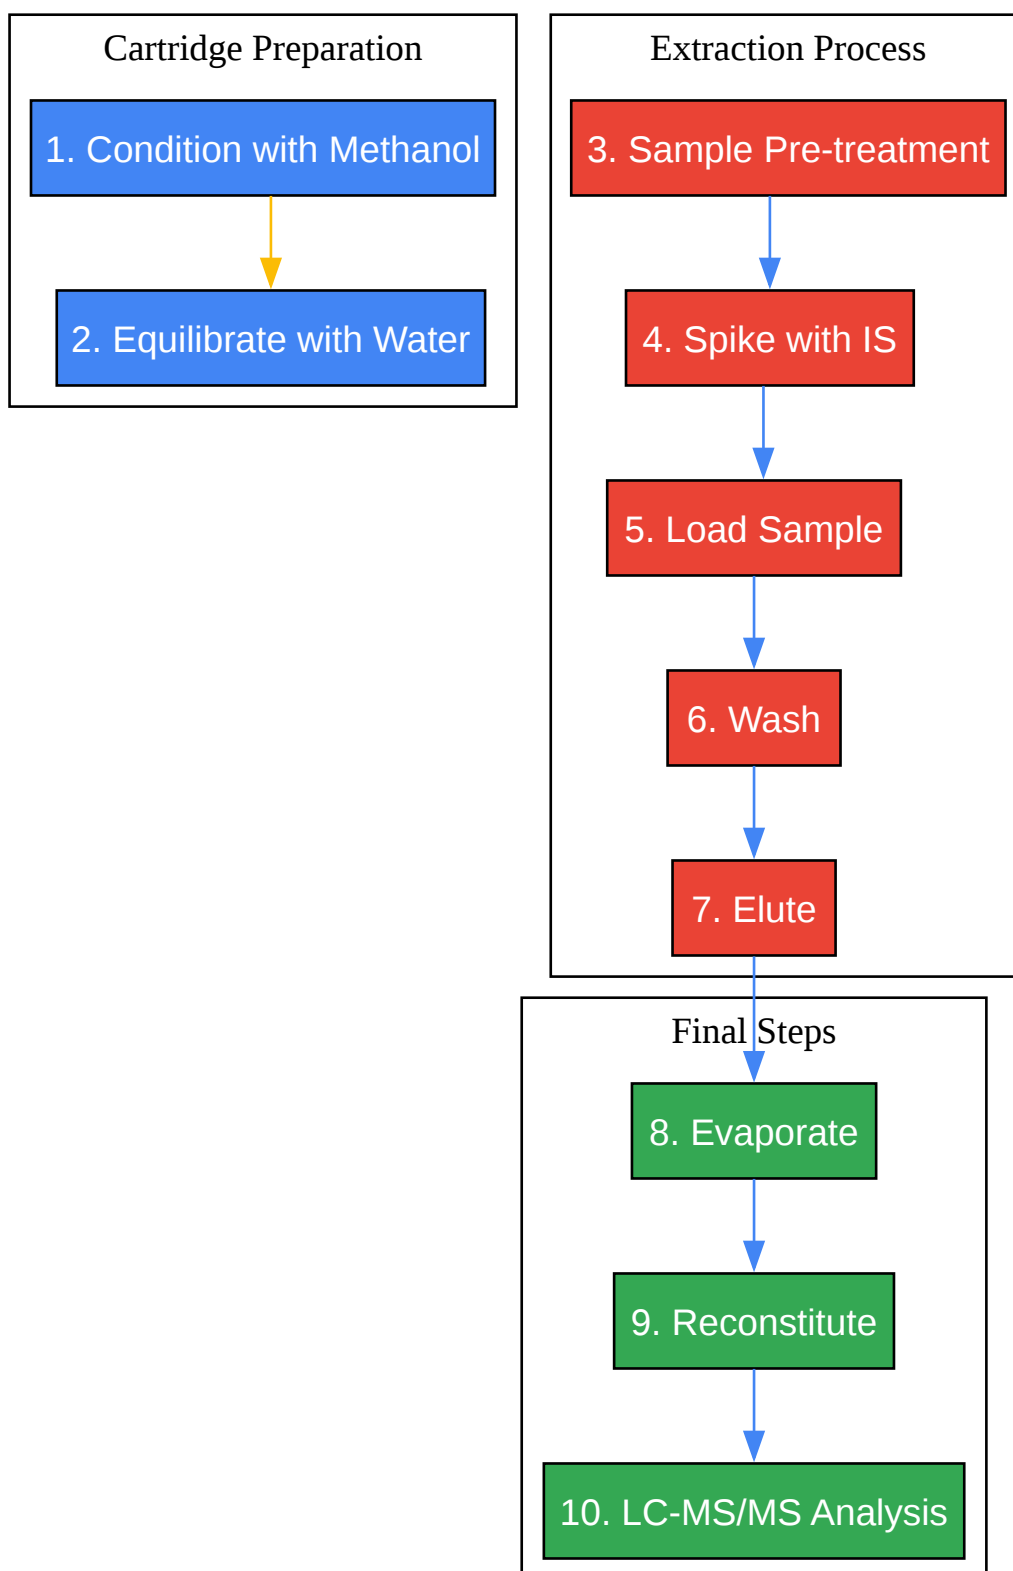 Cartridge Preparation
1. Condition with Methanol
2. Equilibrate with Water
Extraction Process
3. Sample Pre-treatment
4. Spike with IS
5. Load Sample
6. Wash
7. Elute
Final Steps
8. Evaporate
9. Reconstitute
10. LC-MS/MS Analysis